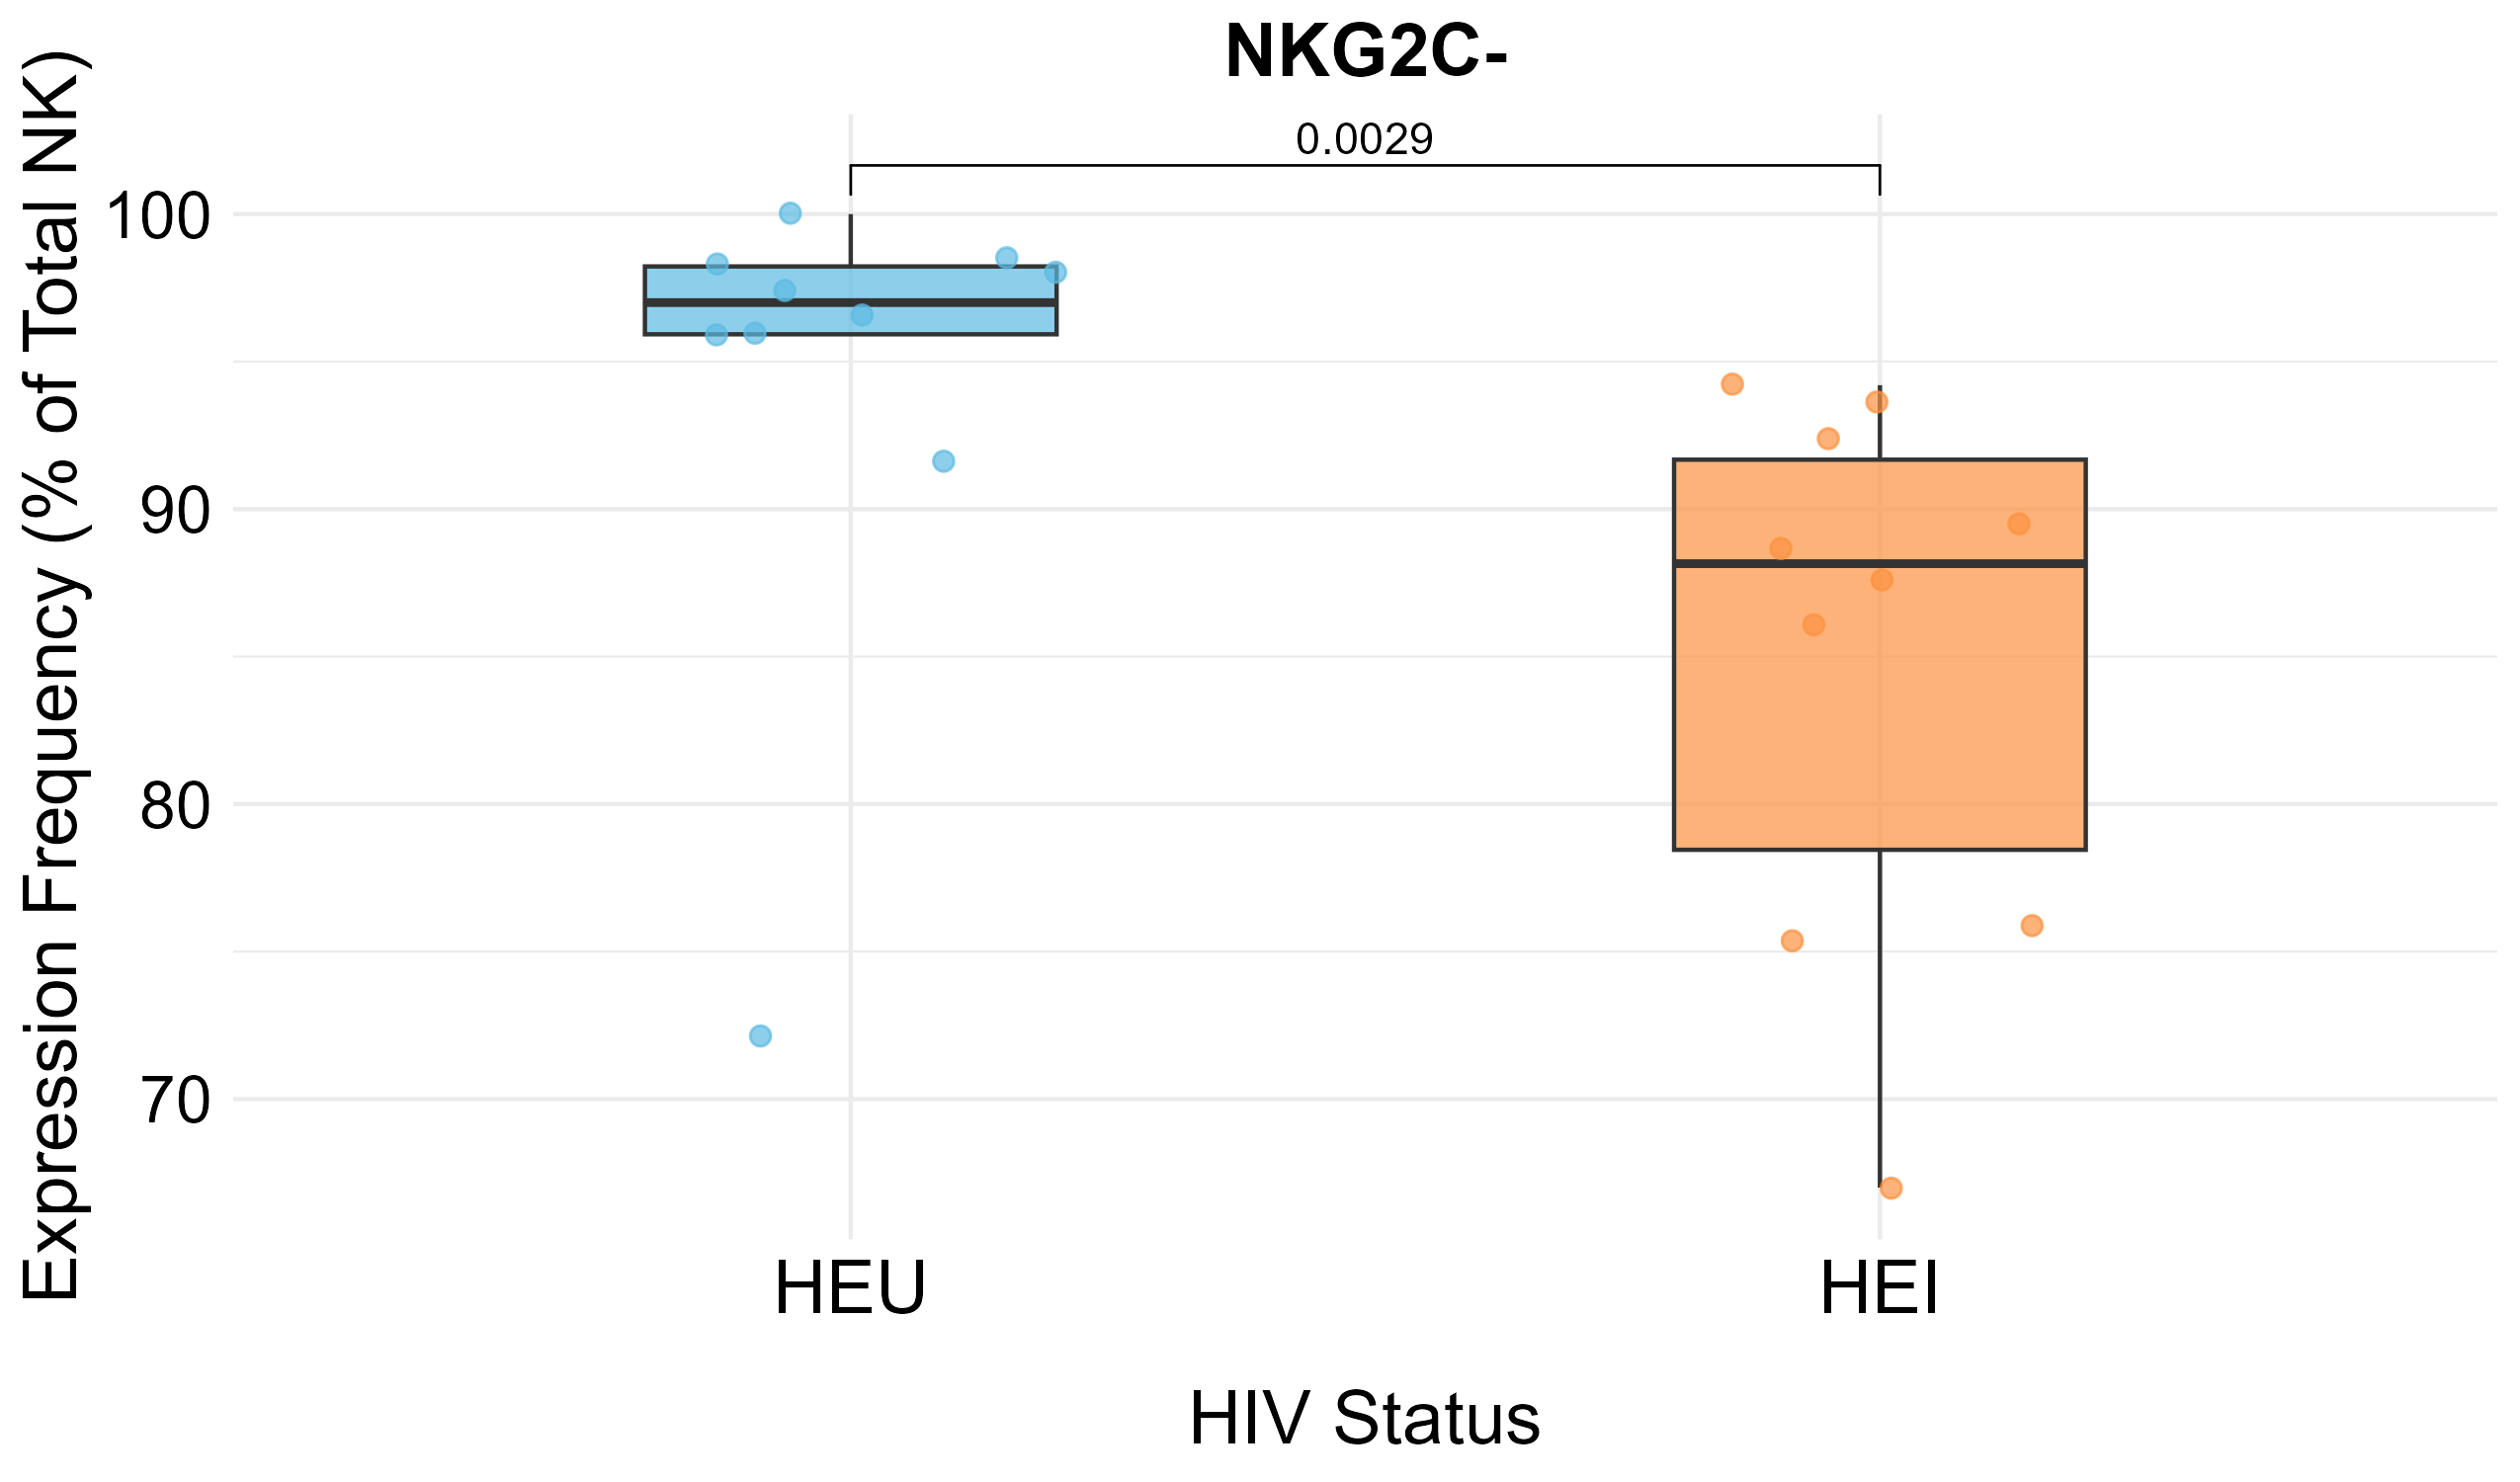 NKG2C-
0.0029
Expression Frequency (% of Total NK)
100
90
80
70
HEU
HEI
HIV Status